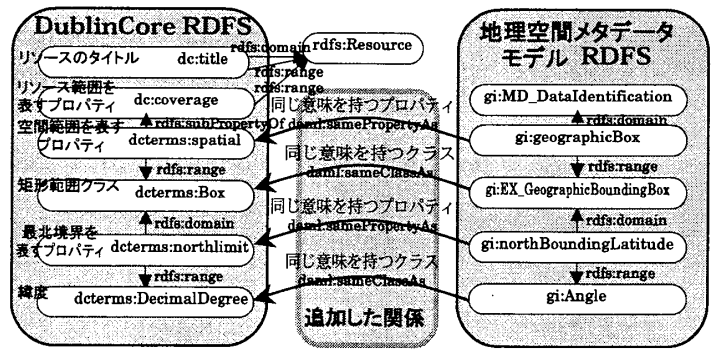 DublinCore RDFS
リソースのタイトル
dc:title
rdfs:domain
rdfs:range
rdfs:Resource
リソース範囲を
表すプロパティ
dc:coverage
rdfs:range
rdfs:subPropertyOf
空間範囲を表す
プロパティ
dcterms:spatial
rdfs:range
矩形範囲クラス
dcterms:Box
rdfs:domain
最北境界を
表すプロパティ
dcterms:northlimit
rdfs:range
緯度
dcterms:DecimalDegree
同じ意味を持つプロパティ
daml:samePropertyAs
同じ意味を持つクラス
daml:sameClassAs
同じ意味を持つプロパティ
daml:samePropertyAs
同じ意味を持つクラス
daml:sameClassAs
追加した関係
地理空間メタデータ
モデル RDFS
gi:MD_DataIdentification
rdfs:domain
gi:geographicBox
rdfs:range
gi:EX_GeographicBoundingBox
rdfs:domain
gi:northBoundingLatitude
rdfs:range
gi:Angle